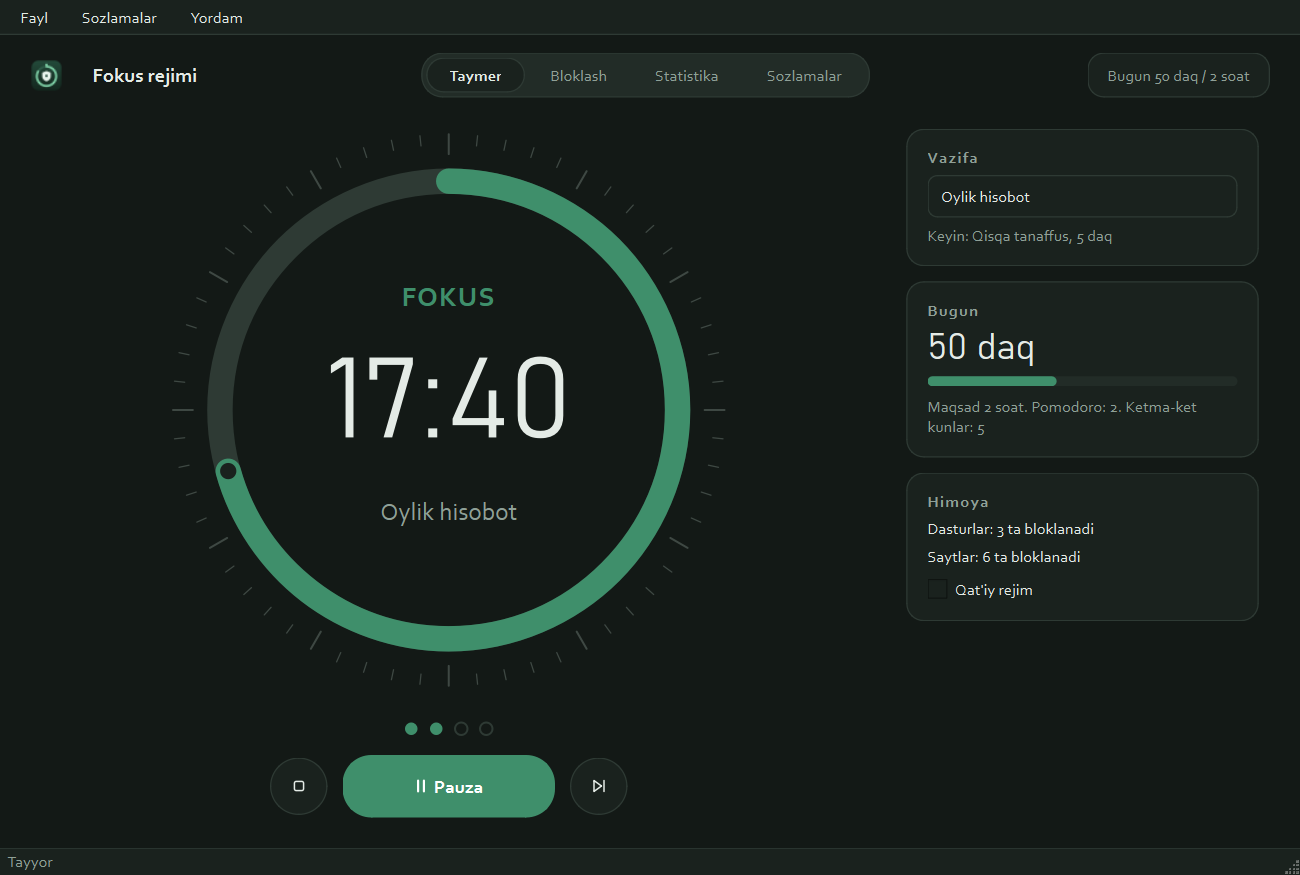 Fayl Sozlamalar Yordam
Fokus rejimi
Taymer Bloklash Statistika Sozlamalar
Bugun 50 daq / 2 soat
FOKUS
17:40
Oylik hisobot
Pauza
Vazifa
Oylik hisobot
Keyin: Qisqa tanaffus, 5 daq
Bugun
50 daq
Maqsad 2 soat. Pomodoro: 2. Ketma-ket
kunlar: 5
Himoya
Dasturlar: 3 ta bloklanadi
Saytlar: 6 ta bloklanadi
Qat'iy rejim
Tayyor